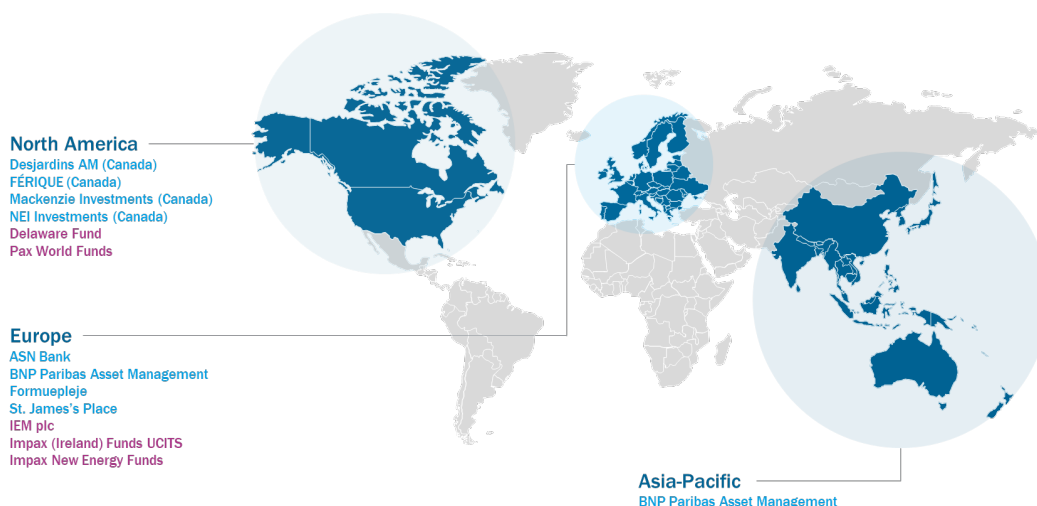 North America
Desjardins AM (Canada)
FÉRIQUE (Canada)
Mackenzie Investments (Canada)
NEI Investments (Canada)
Delaware Fund
Pax World Funds
Europe
ASN Bank
BNP Paribas Asset Management
Formuepleje
St. James's Place
IEM plc
Impax (Ireland) Funds UCITS
Impax New Energy Funds
Asia-Pacific
BNP Paribas Asset Management